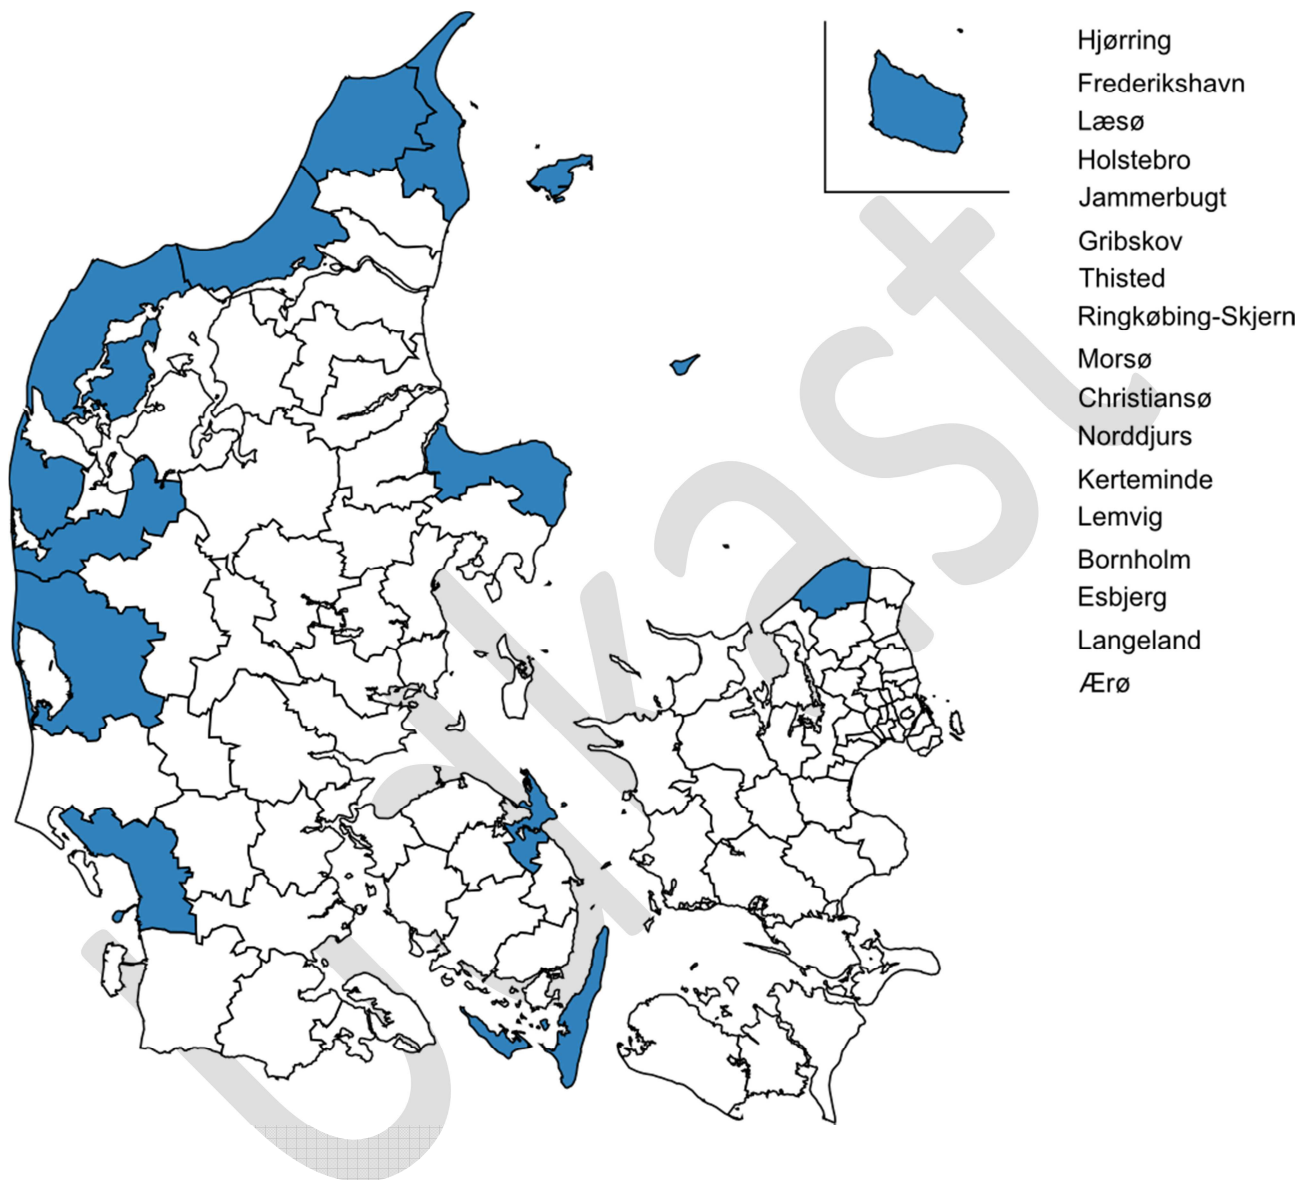 Hjørring
Frederikshavn
Læsø
Holstebro
Jammerbugt
Gribskov
Thisted
Ringkøbing-Skjern
Morsø
Christiansø
Norddjurs
Kerteminde
Lemvig
Bornholm
Esbjerg
Langeland
Ærø
Udkast